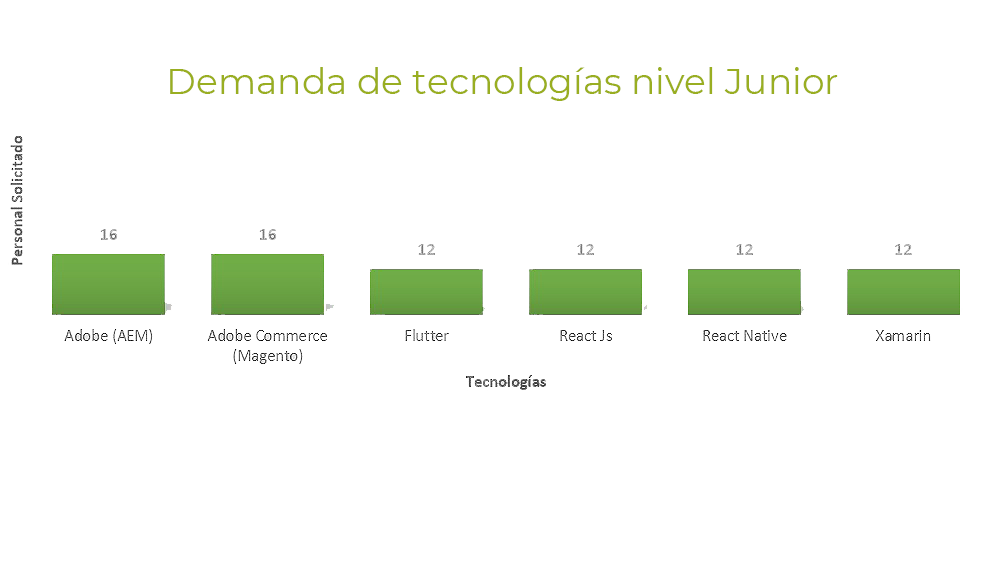 Demanda de tecnologías nivel Junior
Personal Solicitado
16
16
12
12
12
12
Adobe (AEM)
Adobe Commerce
(Magento)
Flutter
React Js
React Native
Xamarin
Tecnologías